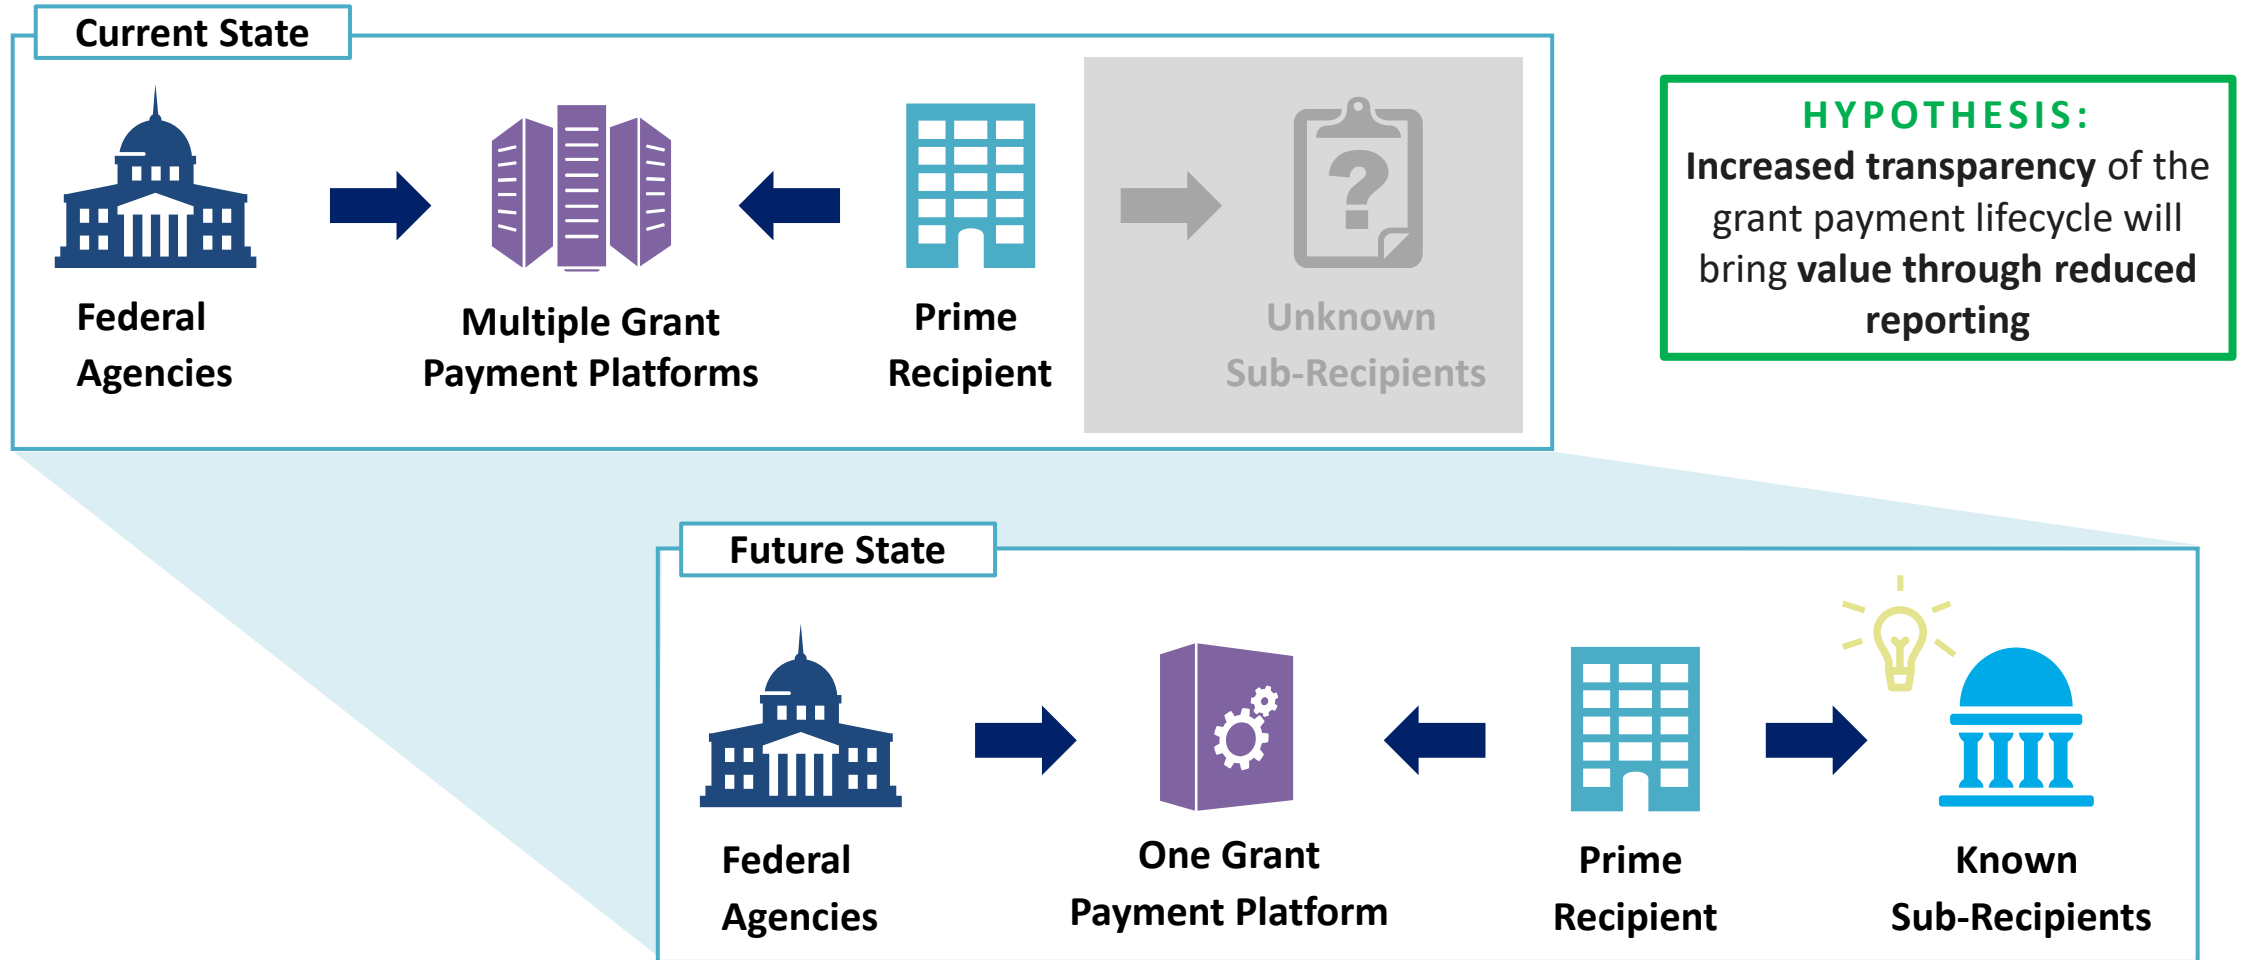 Current State
Federal
Agencies
Multiple Grant
Payment Platforms
Prime
Recipient
?
Unknown
Sub-Recipients
HYPOTHESIS:
Increased transparency of the
grant payment lifecycle will
bring value through reduced
reporting
Future State
Federal
Agencies
One Grant
Payment Platform
Prime
Recipient
Known
Sub-Recipients